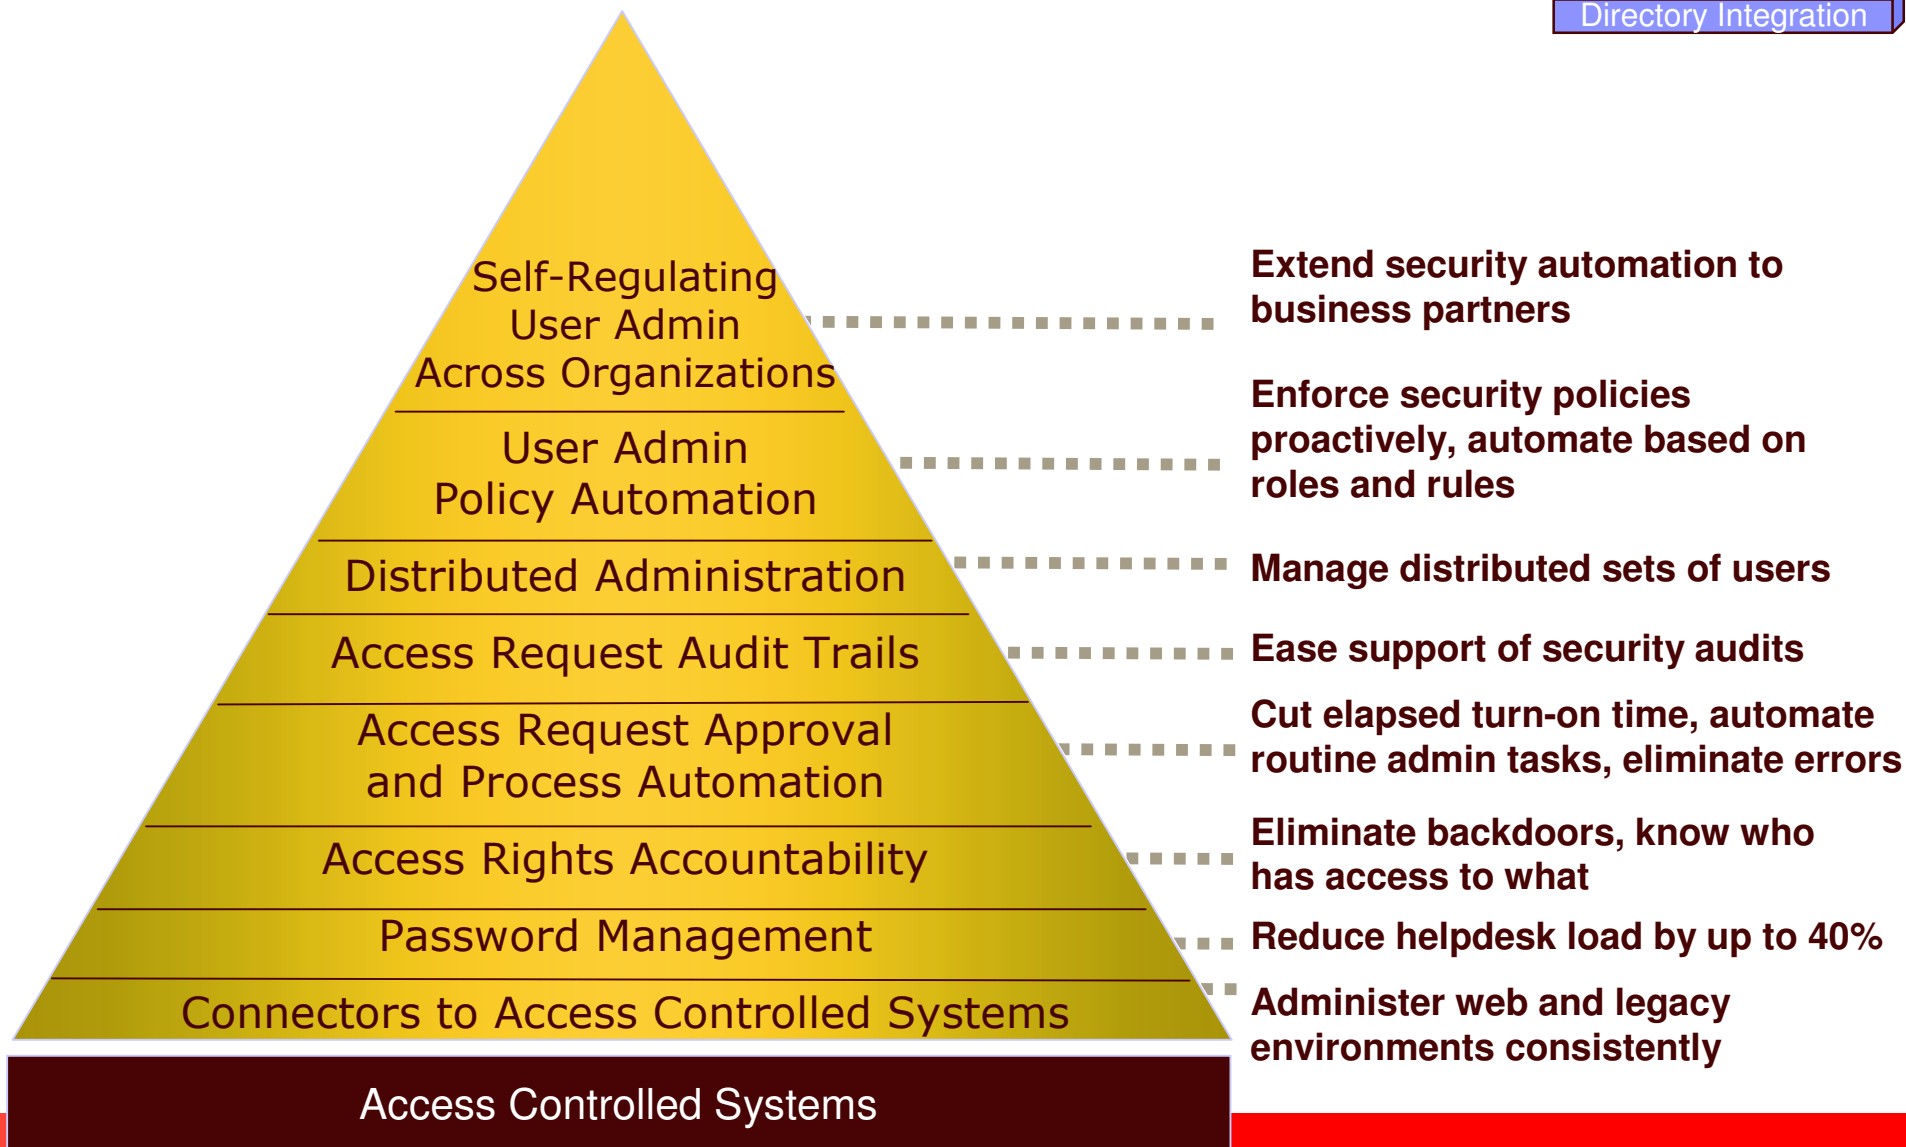 Directory Integration
Self-Regulating
User Admin
Across Organizations
Extend security automation to
business partners
User Admin
Policy Automation
Enforce security policies
proactively, automate based on
roles and rules
Distributed Administration
Manage distributed sets of users
Access Request Audit Trails
Ease support of security audits
Access Request Approval
and Process Automation
Cut elapsed turn-on time, automate
routine admin tasks, eliminate errors
Access Rights Accountability
Eliminate backdoors, know who
has access to what
Password Management
Reduce helpdesk load by up to 40%
Connectors to Access Controlled Systems
Administer web and legacy
environments consistently
Access Controlled Systems